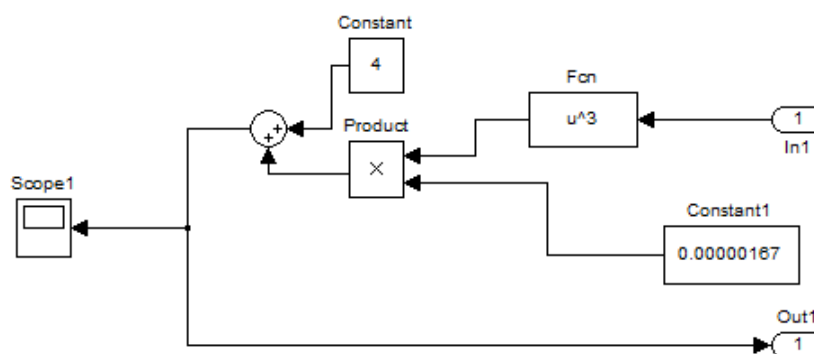 Constant
4
Fcn
u^3
1
In1
Product
×
+
+
Scope1
Constant1
0.00000167
Out1
1